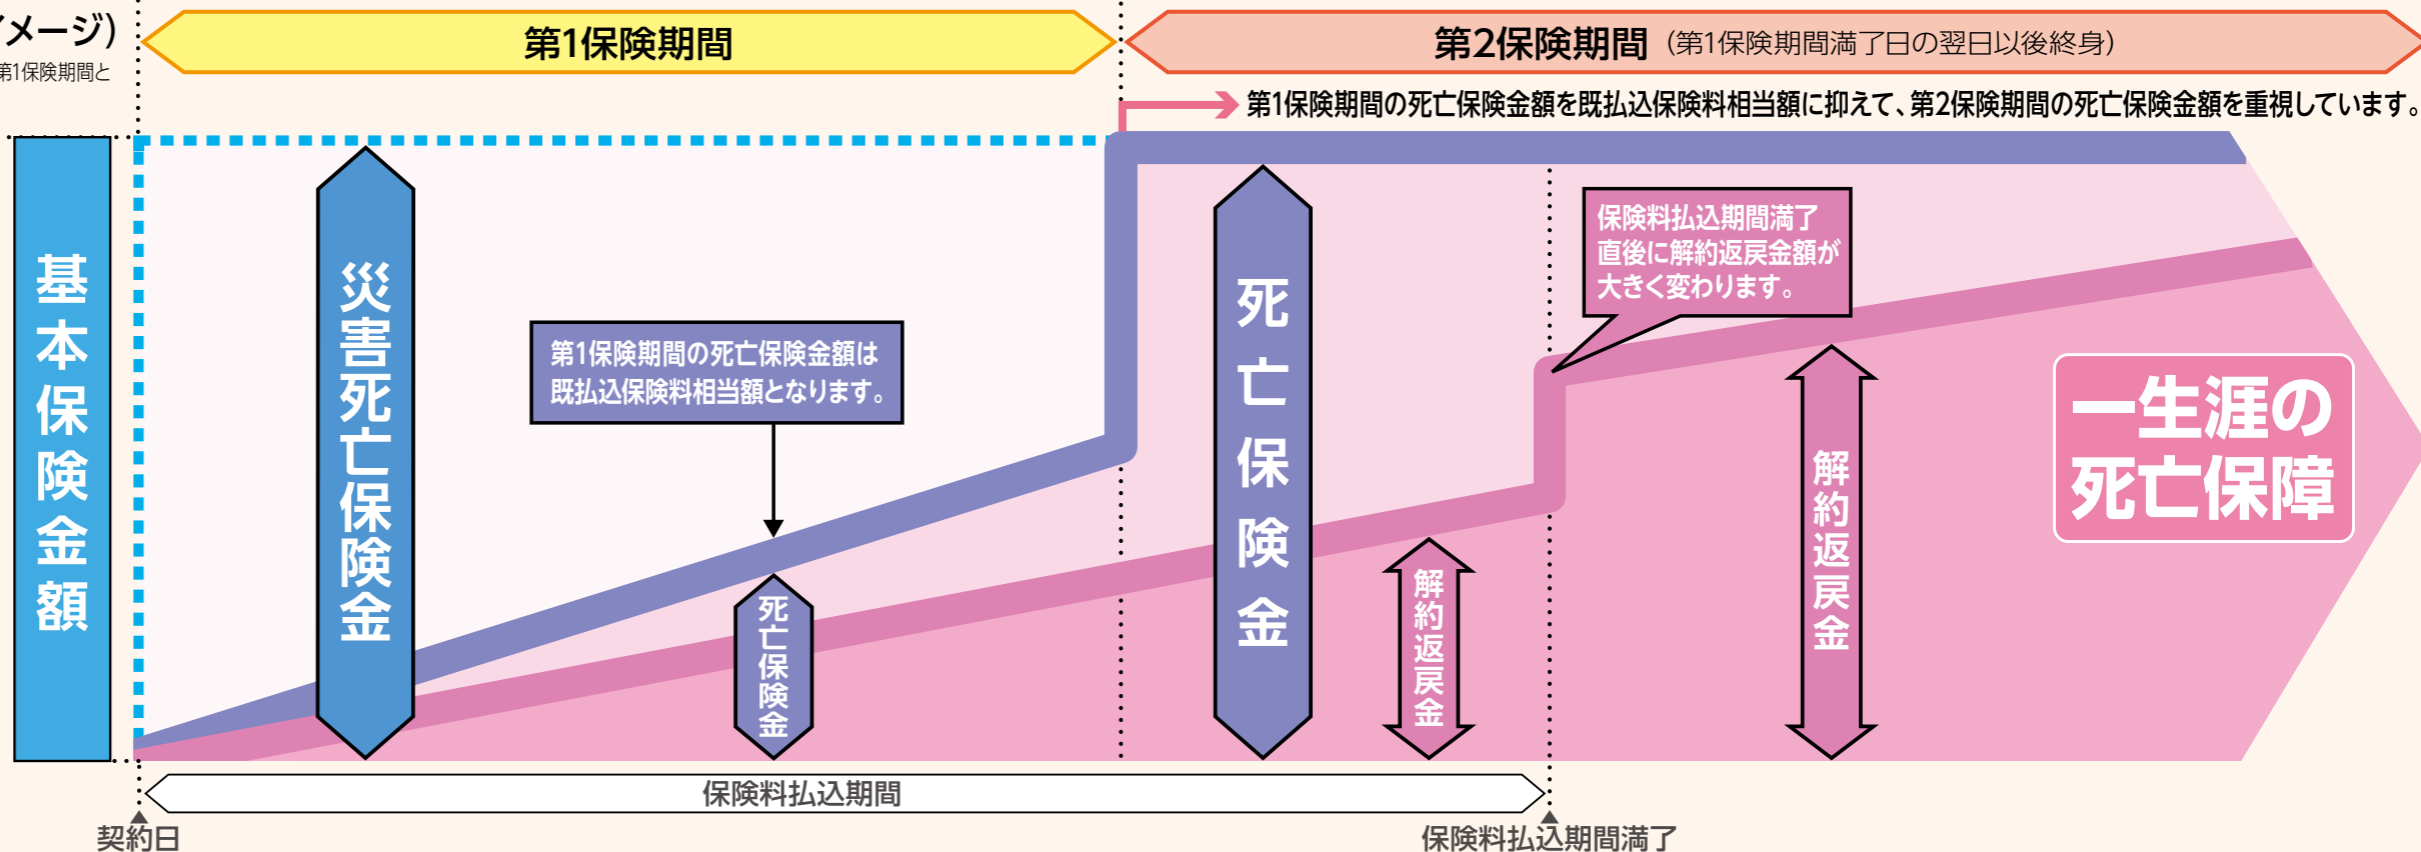 イメージ)
第1保険期間と
第1保険期間
第2保険期間(第1保険期間満了日の翌日以後終身)
第1保険期間の死亡保険金額を既払込保険料相当額に抑えて、第2保険期間の死亡保険金額を重視しています。
基本保険金額
災害死亡保険金
第1保険期間の死亡保険金額は
既払込保険料相当額となります。
死亡保険金
死亡保険金
保険料払込期間満了
直後に解約返戻金額が
大きく変わります。
解約返戻金
解約返戻金
一生涯の
死亡保障
保険料払込期間
契約日
保険料払込期間満了